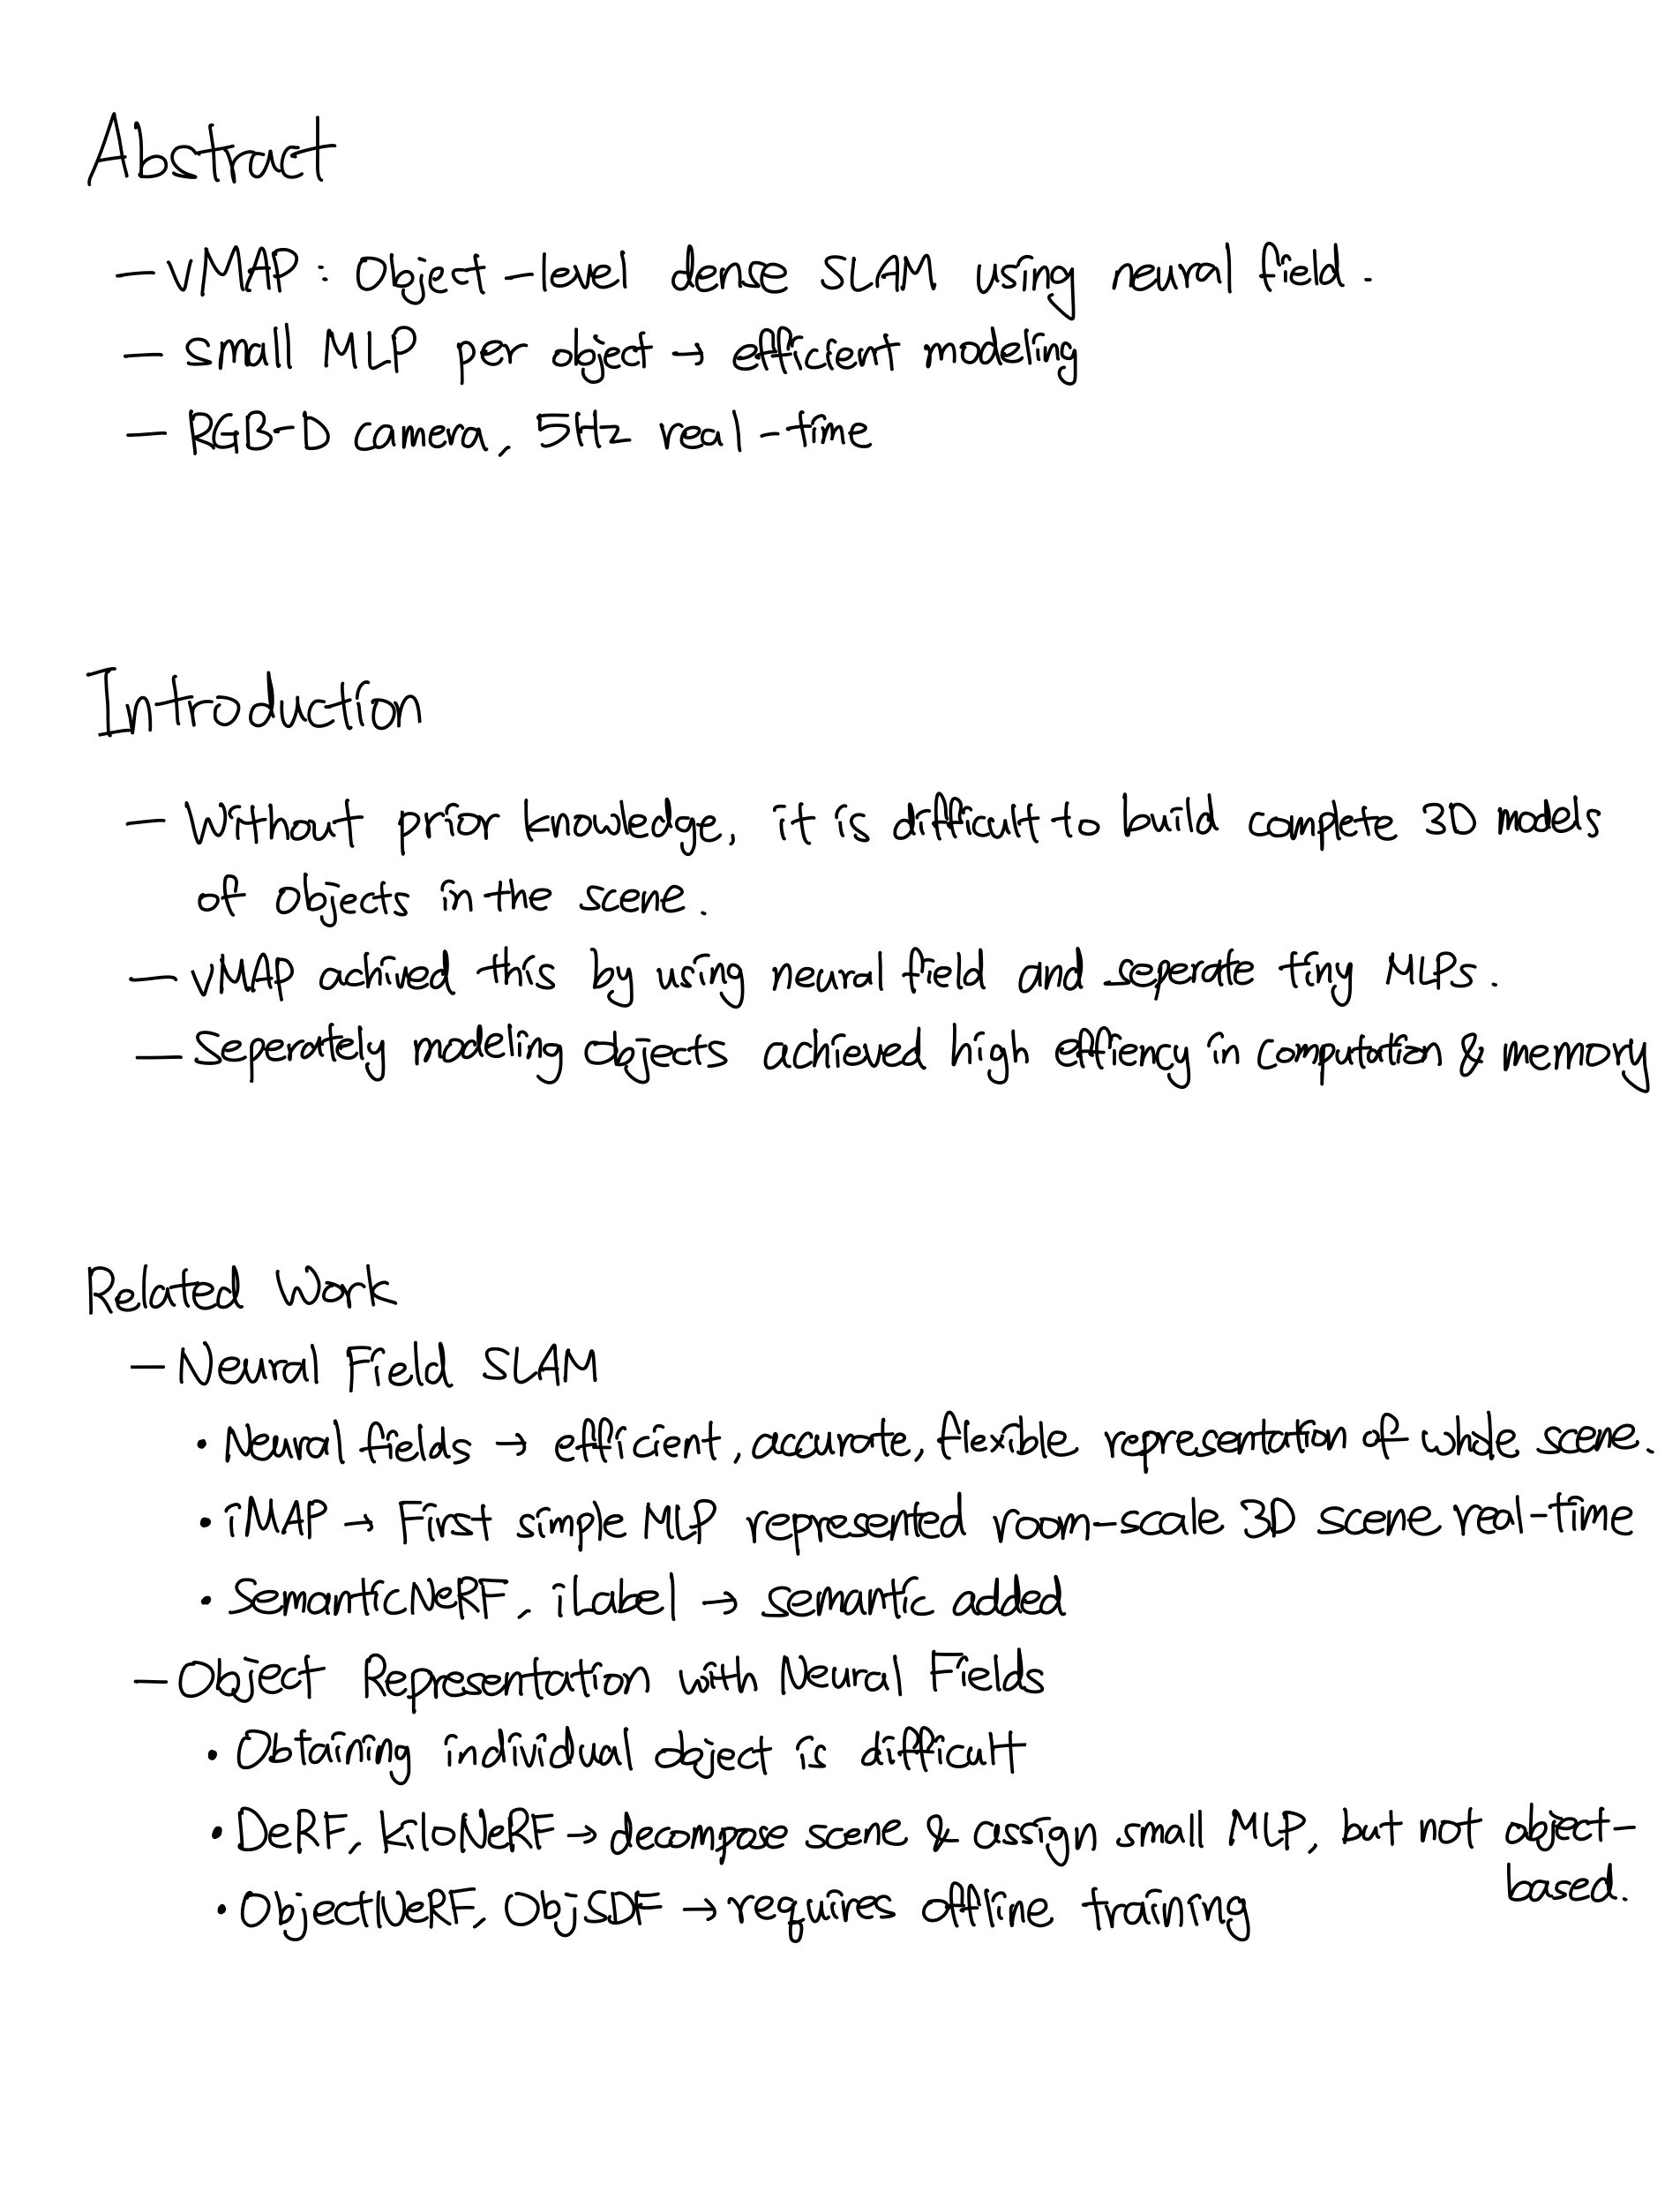 Abstract
- vMAP : Object-level dense SLAM using neural field.
- small MLP per object → efficient modeling
- RGB-D camera, 5Hz real-time
Introduction
- Without prior knowledge, it is difficult to build complete 3D models
of objects in the scene.
- vMAP achived this by using neural field and seperate tiny MLPs.
- Seperately modeling objects achieved high effiency in computation & memory
Related Work
- Neural Field SLAM
• Neural fields → efficient, accurate, flexible representation of whole scene.
• iMAP → First simple MLP represented room-scale 3D scene real-time
• SemanticNeRF, iLabel → semantic added
- Object Representation with Neural Fields
• Obtaining individual object is difficult
• DeRF, KiloNeRF → decompose scene & assign small MLP, but not object-
based.
• ObjectNeRF, ObjSDF → requires offline training